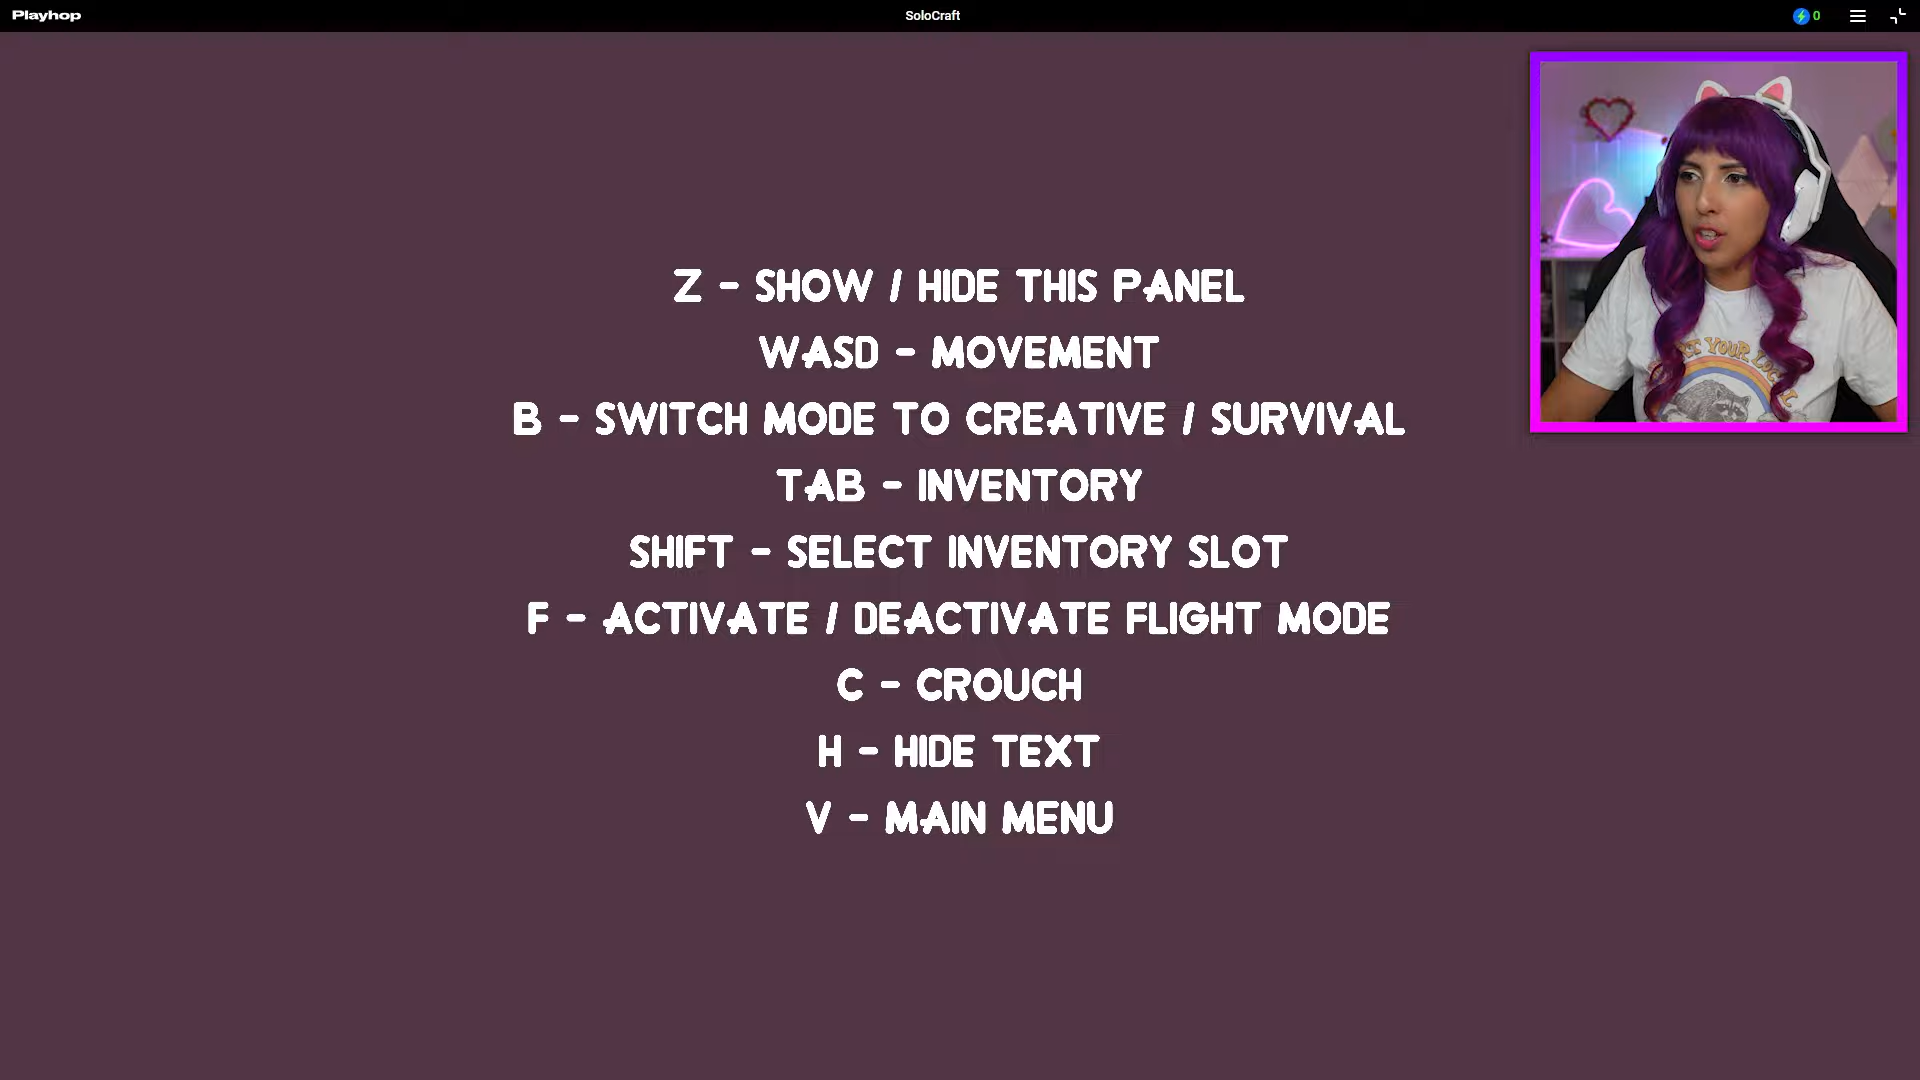 Playhop
SoloCraft
0
Z - SHOW / HIDE THIS PANEL
WASD - MOVEMENT
B - SWITCH MODE TO CREATIVE / SURVIVAL
TAB - INVENTORY
SHIFT - SELECT INVENTORY SLOT
F - ACTIVATE / DEACTIVATE FLIGHT MODE
C - CROUCH
H - HIDE TEXT
V - MAIN MENU
YOUR